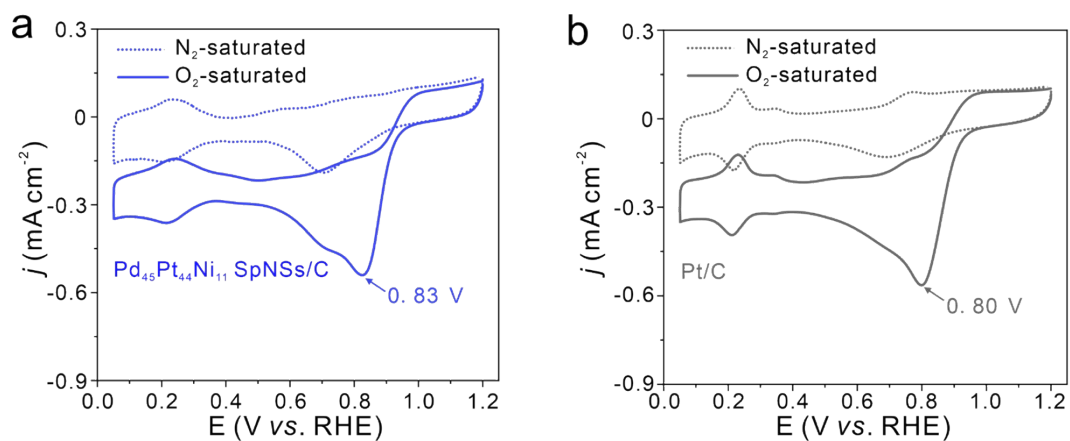 a
0.3
N₂-saturated
O₂-saturated
0
-0.3
-0.6
-0.9
j (mA cm⁻²)
Pd₄₅Pt₄₄Ni₁₁ SpNSs/C
0. 83 V
0.0 0.2 0.4 0.6 0.8 1.0 1.2
E (V vs. RHE)
b
0.3
N₂-saturated
O₂-saturated
0
-0.3
-0.6
-0.9
j (mA cm⁻²)
Pt/C
0. 80 V
0.0 0.2 0.4 0.6 0.8 1.0 1.2
E (V vs. RHE)